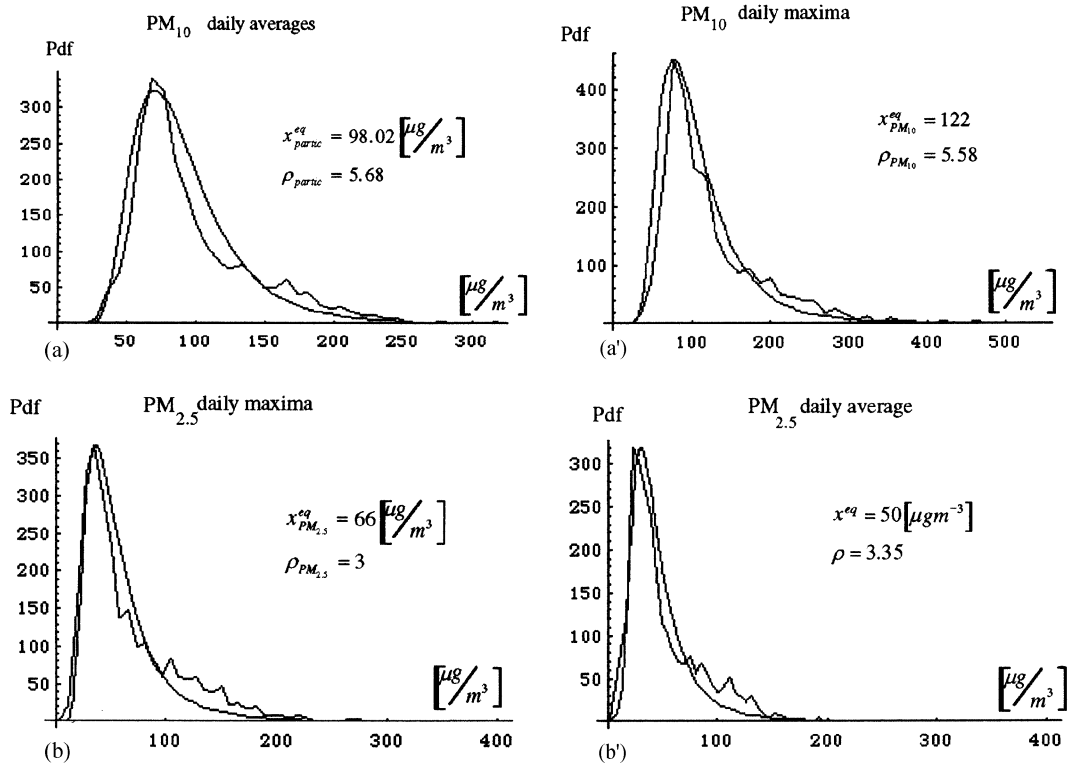 PM10 daily averages
Pdf
300
250
200
150
100
50
50 100 150 200 250 300
x^eq_partic = 98.02 [µg/m³]
ρ_partic = 5.68
[µg/m³]
(a)
PM10 daily maxima
Pdf
400
300
200
100
100 200 300 400 500
x^eq_PM10 = 122
ρ_PM10 = 5.58
[µg/m³]
(a')
PM2.5 daily maxima
Pdf
350
300
250
200
150
100
50
100 200 300 400
x^eq_PM2.5 = 66 [µg/m³]
ρ_PM2.5 = 3
[µg/m³]
(b)
PM2.5 daily average
Pdf
300
250
200
150
100
50
100 200 300 400
x^eq = 50 [µgm⁻³]
ρ = 3.35
[µg/m³]
(b')